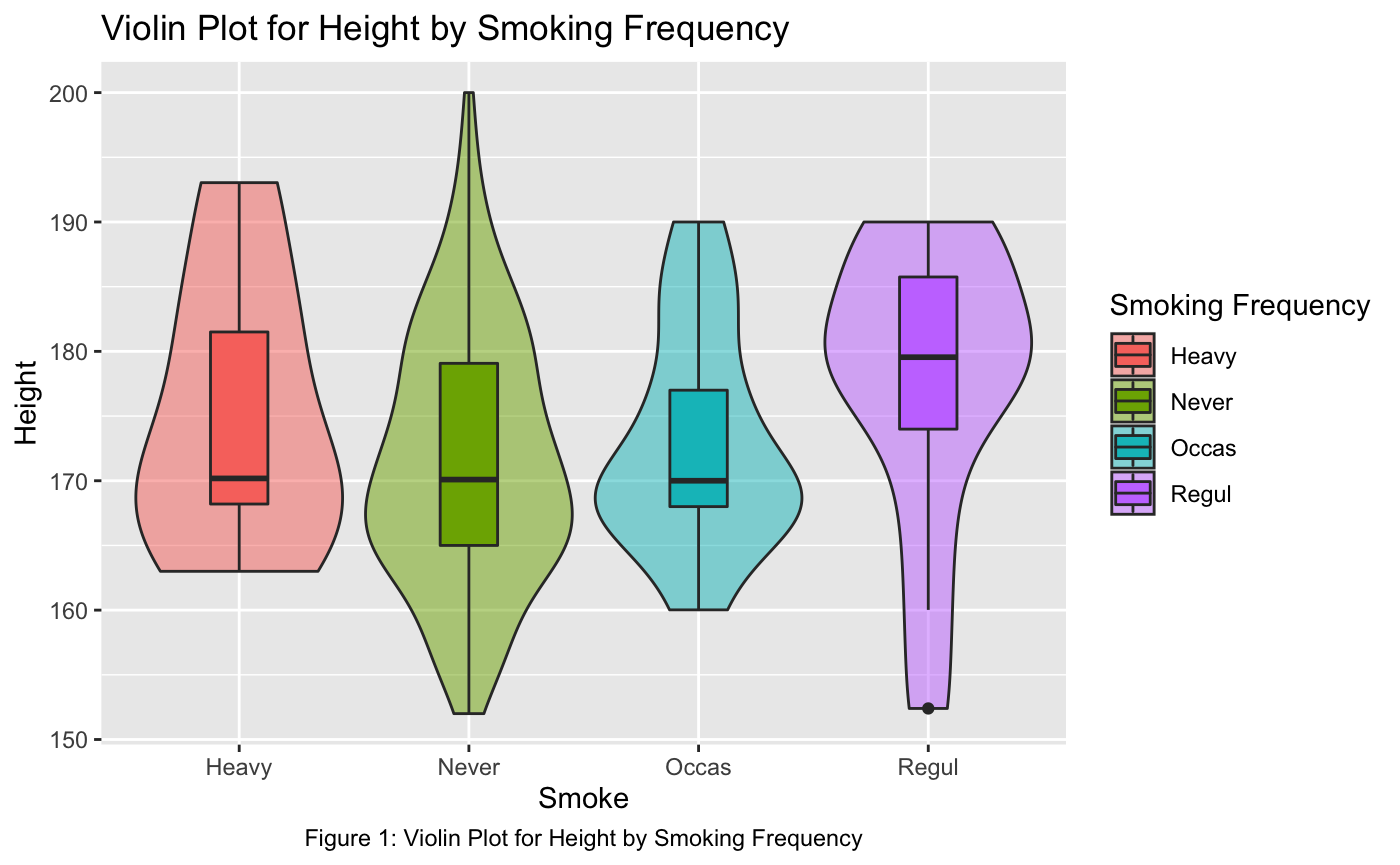 Violin Plot for Height by Smoking Frequency
200
190
180
170
160
150
Height
Heavy Never Occas Regul
Smoke
Smoking Frequency
Heavy
Never
Occas
Regul
Figure 1: Violin Plot for Height by Smoking Frequency